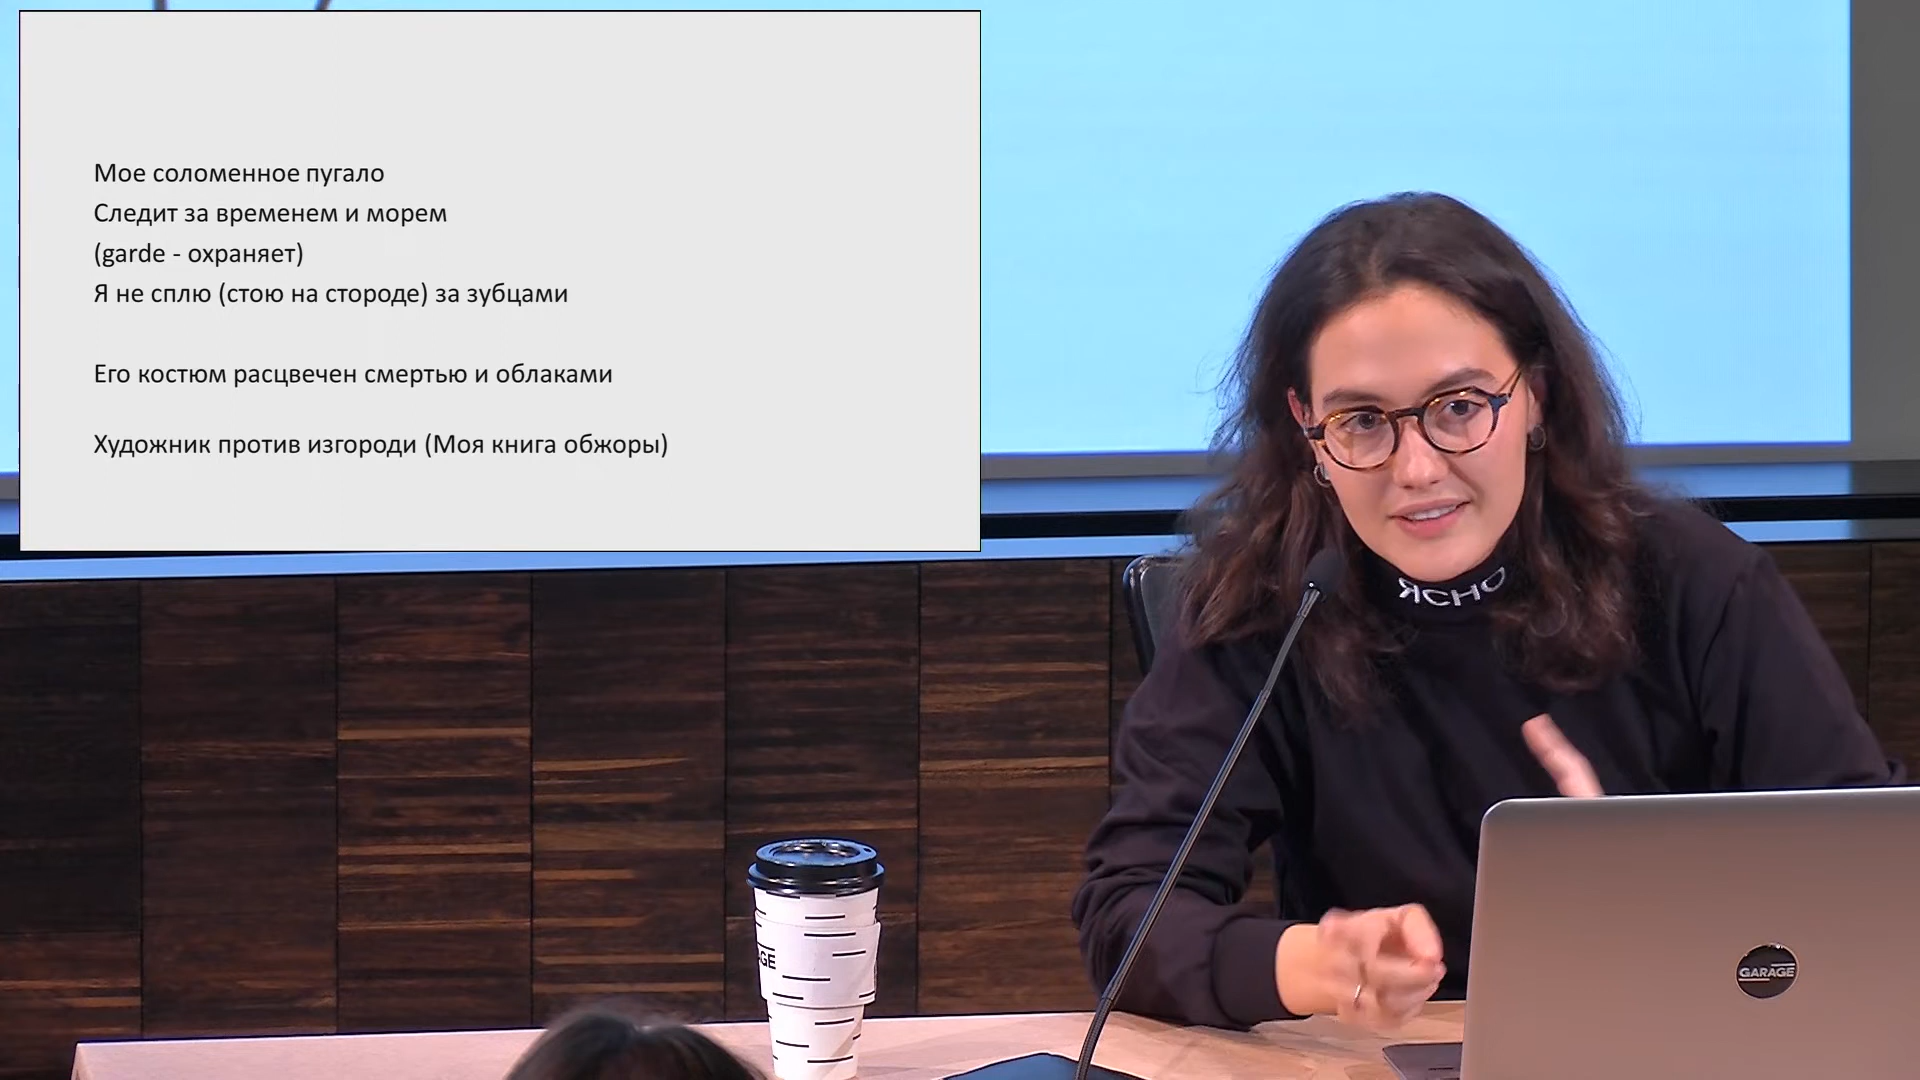 Мое соломенное пугало
Следит за временем и морем
(garde - охраняет)
Я не сплю (стою на стороде) за зубцами
Его костюм расцвечен смертью и облаками
Художник против изгороди (Моя книга обжоры)
ЯСНО
AGE
GARAGE